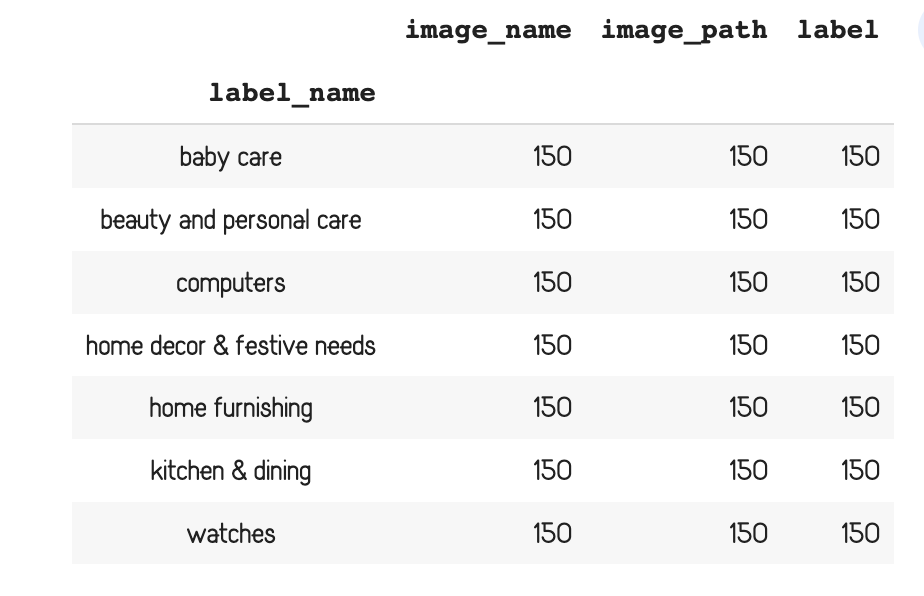 image_name image_path label
label_name
baby care 150 150 150
beauty and personal care 150 150 150
computers 150 150 150
home decor & festive needs 150 150 150
home furnishing 150 150 150
kitchen & dining 150 150 150
watches 150 150 150